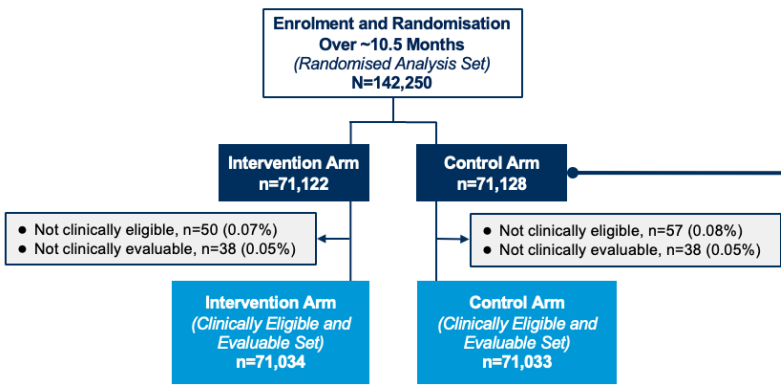 Enrolment and Randomisation
Over ~10.5 Months
(Randomised Analysis Set)
N=142,250
Intervention Arm
n=71,122
Control Arm
n=71,128
● Not clinically eligible, n=50 (0.07%)
● Not clinically evaluable, n=38 (0.05%)
● Not clinically eligible, n=57 (0.08%)
● Not clinically evaluable, n=38 (0.05%)
Intervention Arm
(Clinically Eligible and
Evaluable Set)
n=71,034
Control Arm
(Clinically Eligible and
Evaluable Set)
n=71,033